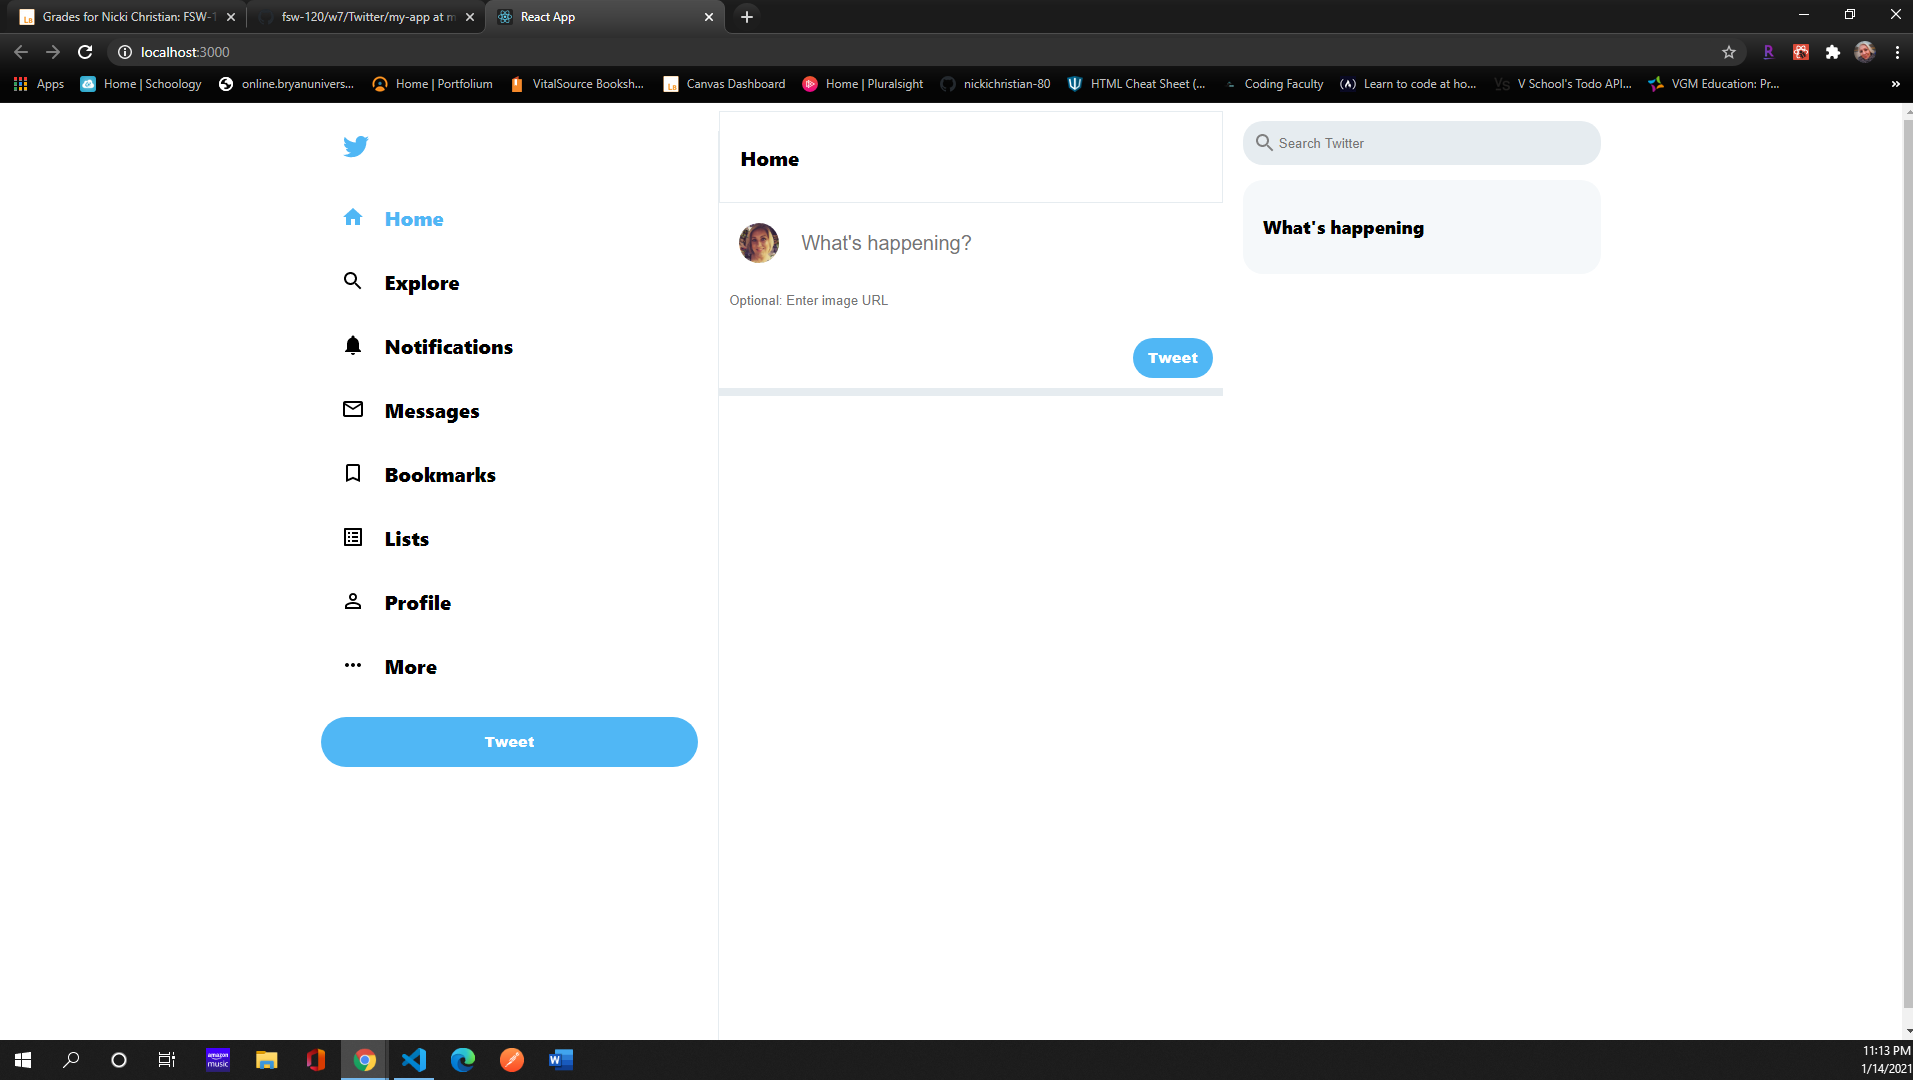 Grades for Nicki Christian: FSW-1
fsw-120/w7/Twitter/my-app at m
React App
localhost:3000
Apps
Home | Schoology
online.bryanunivers...
Home | Portfolium
VitalSource Booksh...
Canvas Dashboard
Home | Pluralsight
nickichristian-80
HTML Cheat Sheet (...
Coding Faculty
Learn to code at ho...
V School's Todo API...
VGM Education: Pr...
Home
Explore
Notifications
Messages
Bookmarks
Lists
Profile
More
Tweet
Home
What's happening?
Optional: Enter image URL
Tweet
Search Twitter
What's happening
amazon
music
11:13 PM
1/14/2021